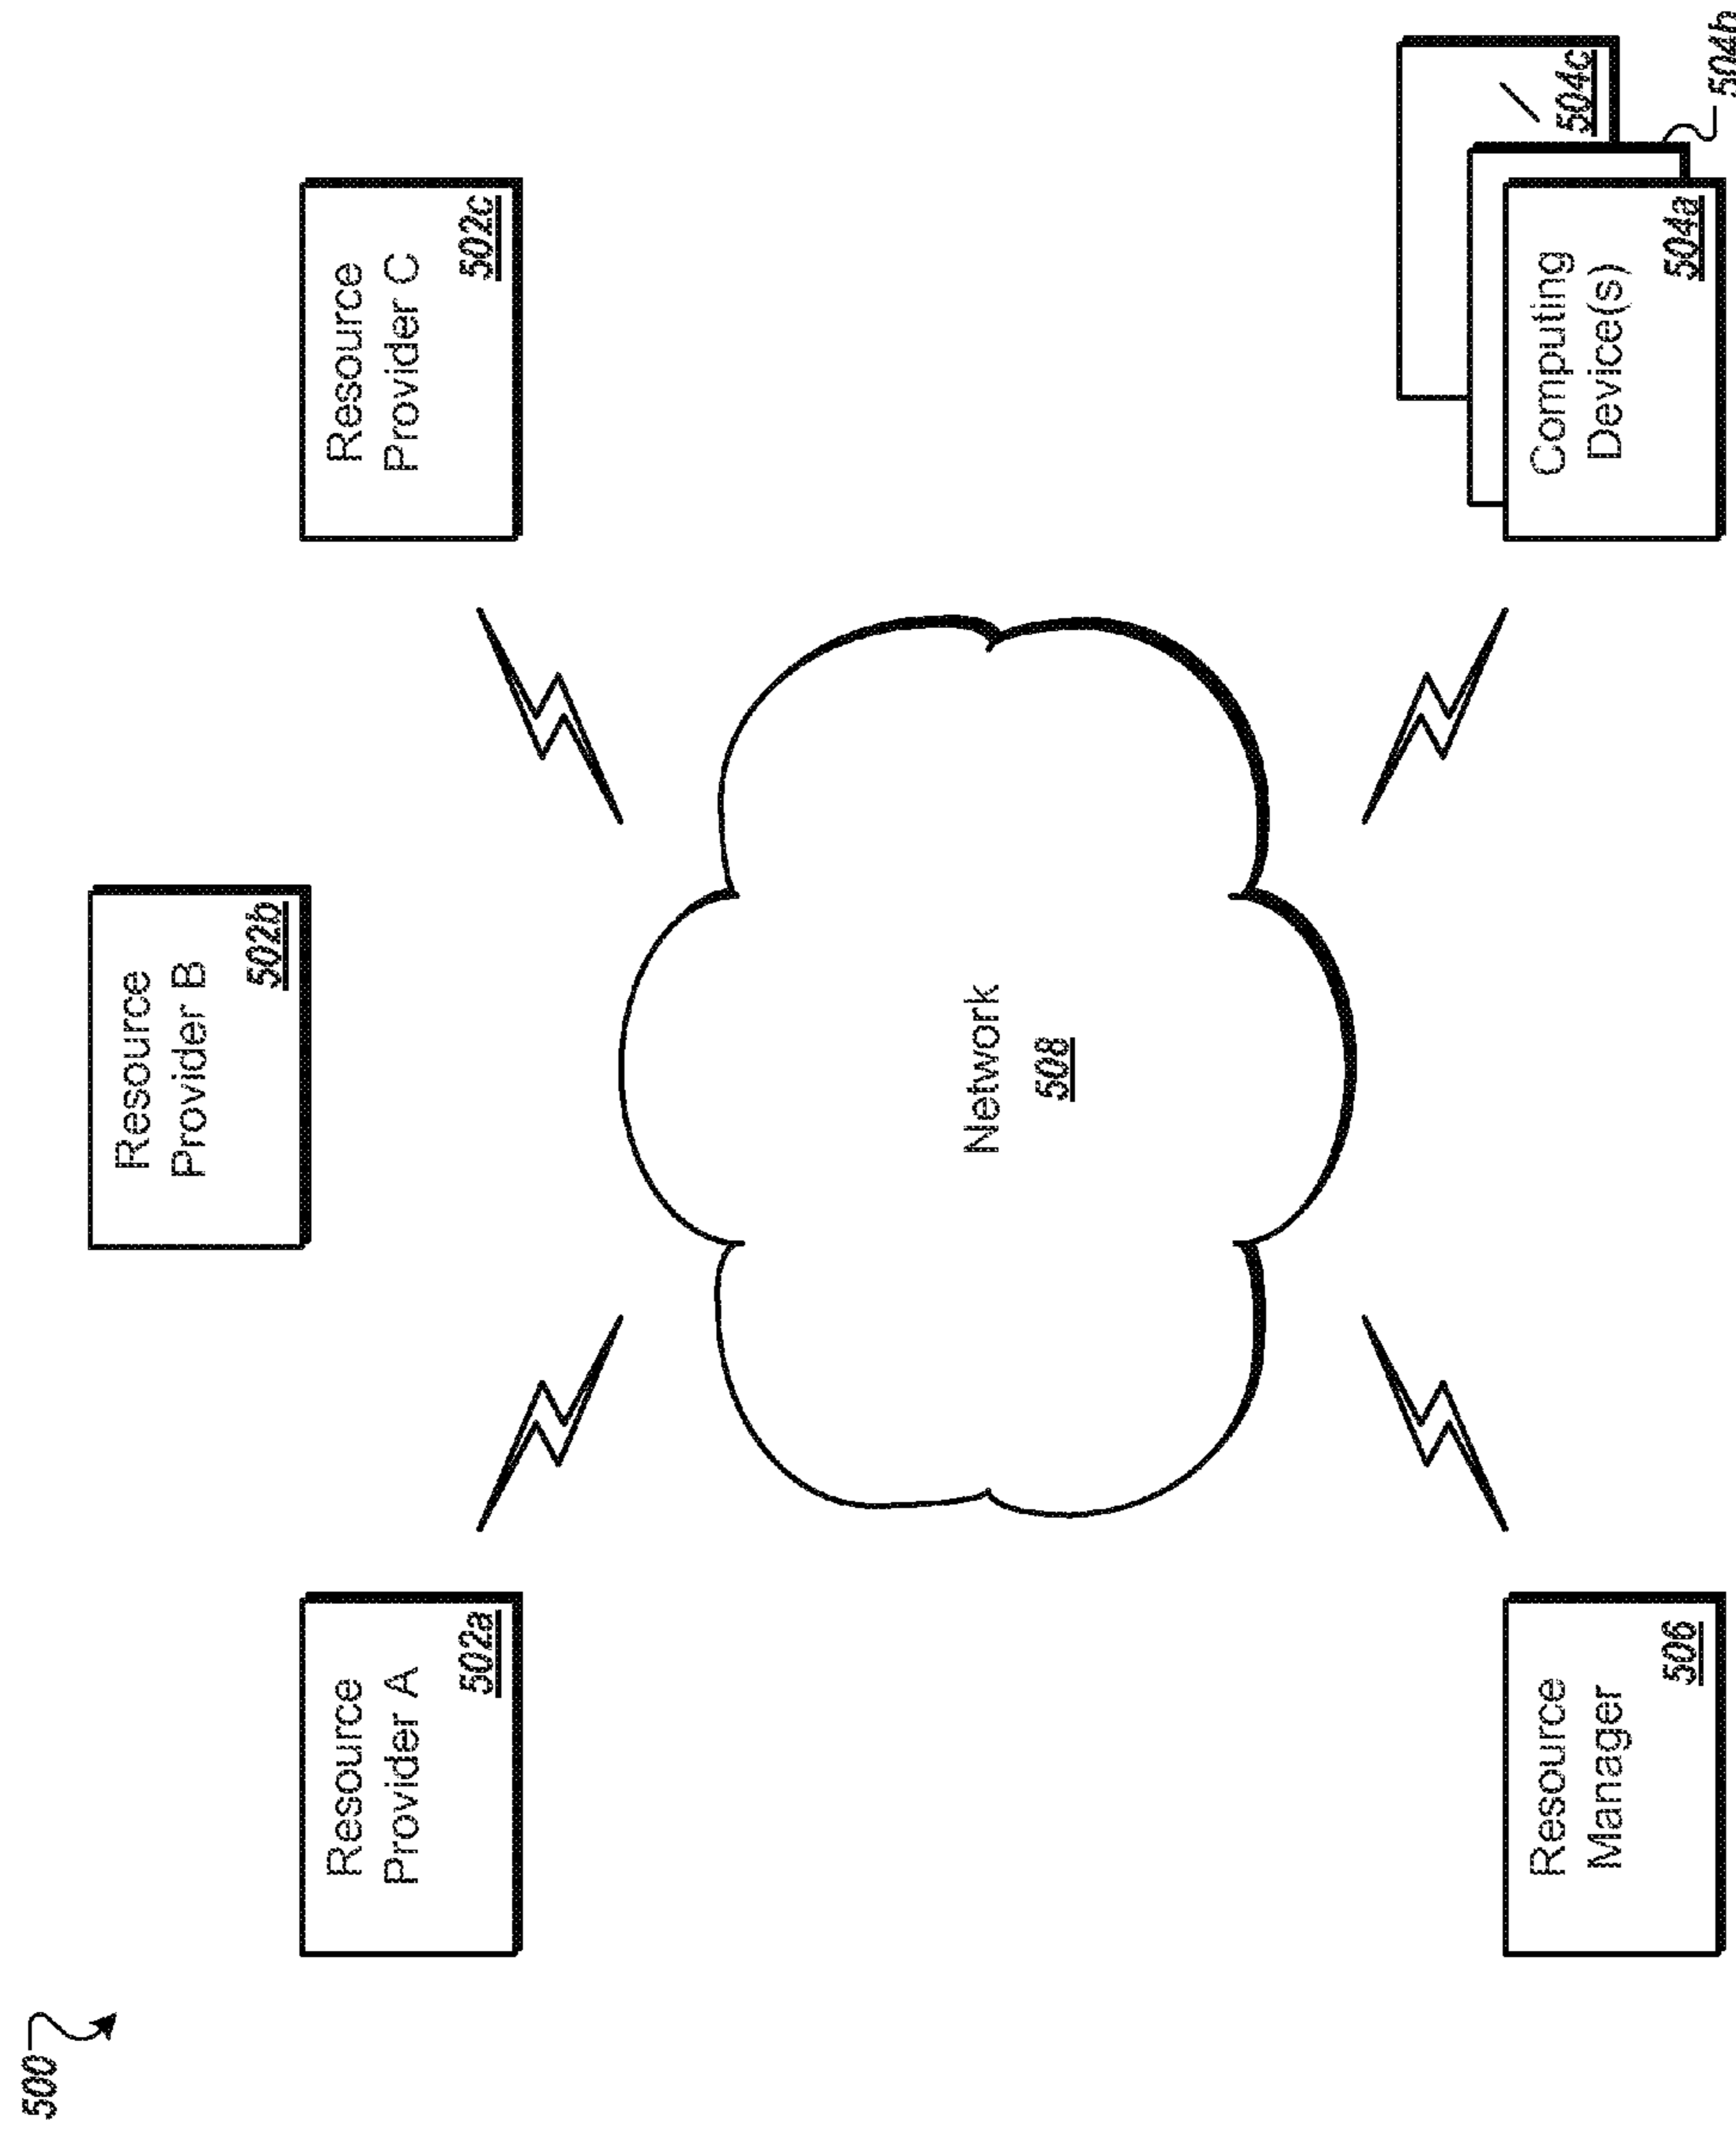 500
Resource
Provider B
502b
Resource
Provider A
502a
Resource
Provider C
502c
Network
508
Resource
Manager
506
Computing
Device(s)
504a
504b
504c